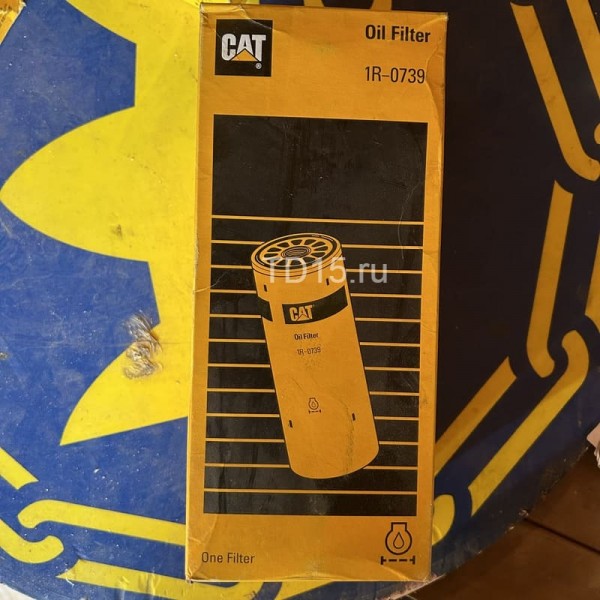 CAT
®
Oil Filter
1R-0739
TD15.ru
CAT
Oil Filter
1R-0739
One Filter